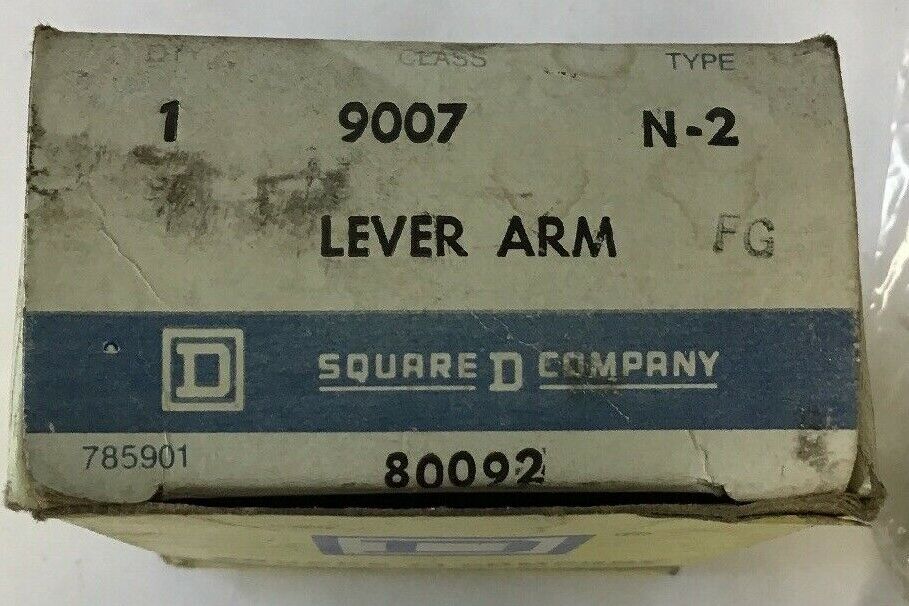 QTY. CLASS TYPE
1 9007 N-2
LEVER ARM FG
D SQUARE D COMPANY
785901 80092